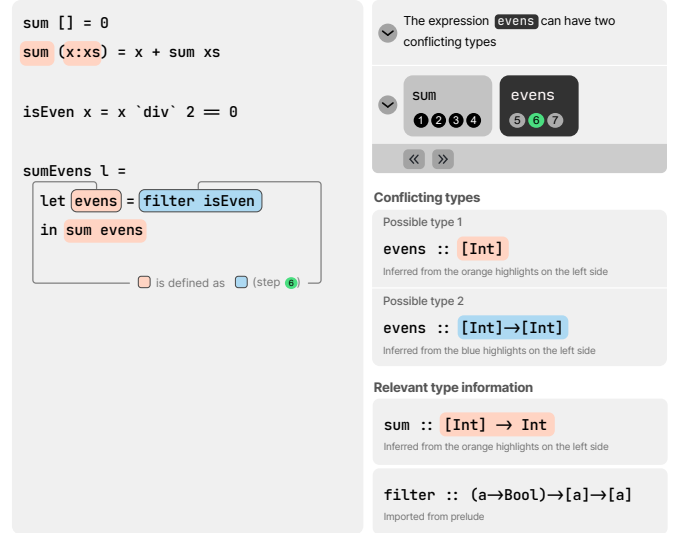 sum [] = 0
sum (x:xs) = x + sum xs
isEven x = x `div` 2 == 0
sumEvens l =
let evens = filter isEven
in sum evens
is defined as (step 6)
The expression evens can have two
conflicting types
sum evens
1 2 3 4 5 6 7
« »
Conflicting types
Possible type 1
evens :: [Int]
Inferred from the orange highlights on the left side
Possible type 2
evens :: [Int]→[Int]
Inferred from the blue highlights on the left side
Relevant type information
sum :: [Int] → Int
Inferred from the orange highlights on the left side
filter :: (a→Bool)→[a]→[a]
Imported from prelude